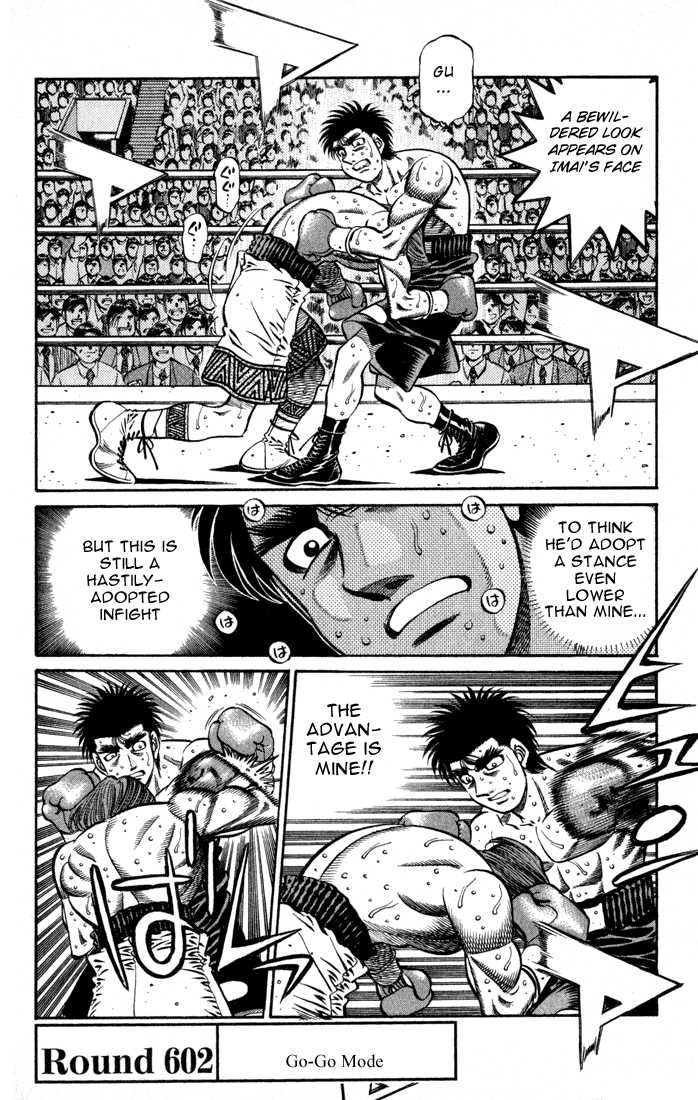 GU
...
A BEWIL-
DERED LOOK
APPEARS ON
IMAI'S FACE
TO THINK
HE'D ADOPT
A STANCE
EVEN
LOWER
THAN MINE...
BUT THIS IS
STILL A
HASTILY-
ADOPTED
INFIGHT
は
は
は
は
は
THE
ADVAN-
TAGE IS
MINE!!
Round 602
Go-Go Mode